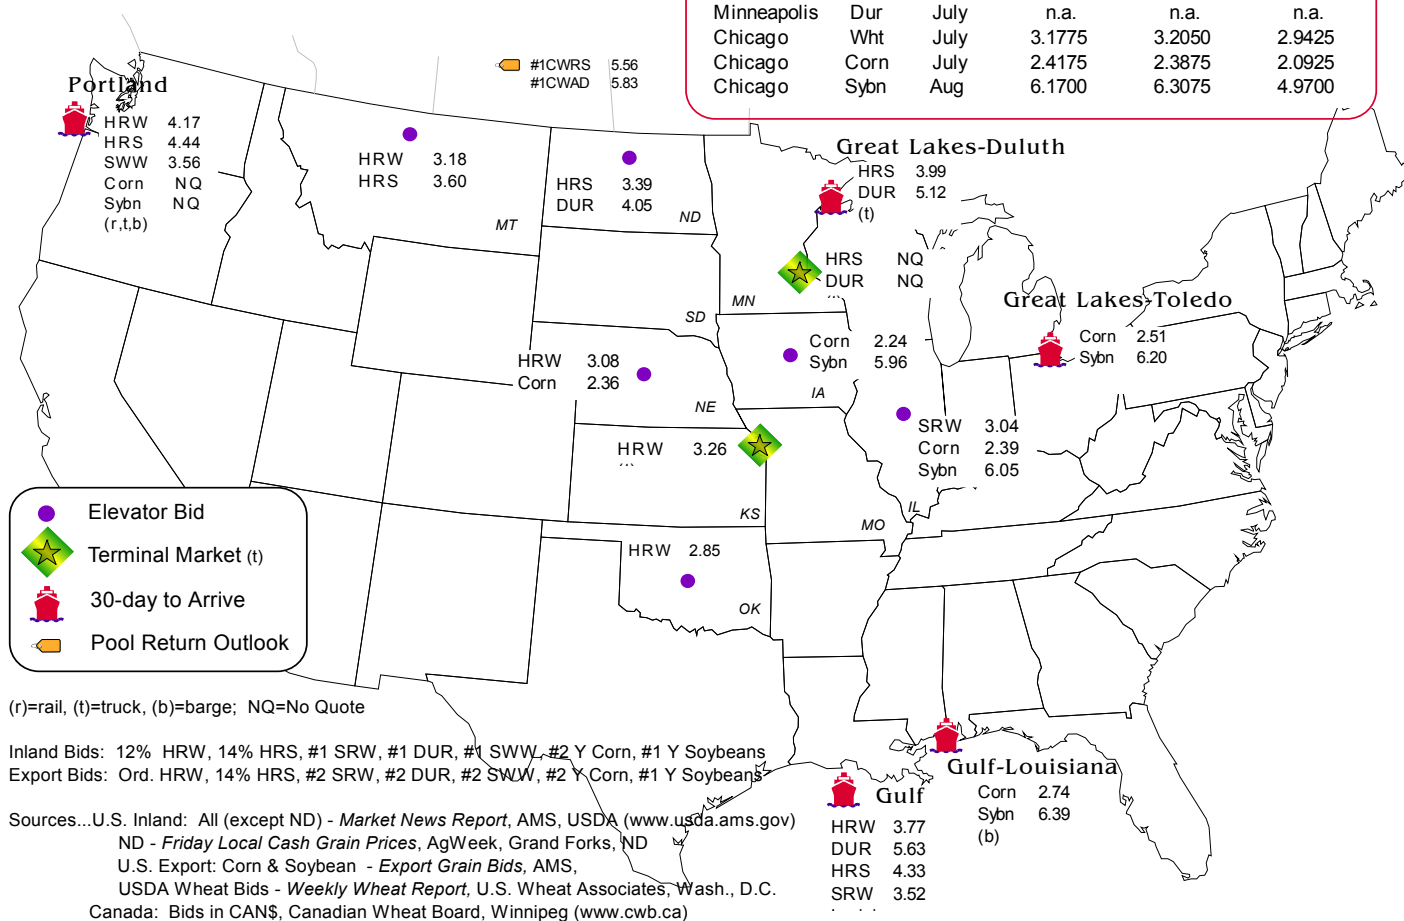 Minneapolis Dur July n.a. n.a. n.a.
Chicago Wht July 3.1775 3.2050 2.9425
Chicago Corn July 2.4175 2.3875 2.0925
Chicago Sybn Aug 6.1700 6.3075 4.9700
#1CWRS 5.56
#1CWAD 5.83
Portland
HRW 4.17
HRS 4.44
SWW 3.56
Corn NQ
Sybn NQ
(r,t,b)
HRW 3.18
HRS 3.60
MT
HRS 3.39
DUR 4.05
ND
Great Lakes-Duluth
HRS 3.99
DUR 5.12
(t)
HRS NQ
DUR NQ
MN
SD
Great Lakes-Toledo
Corn 2.51
Sybn 6.20
Corn 2.24
Sybn 5.96
IA
HRW 3.08
Corn 2.36
NE
SRW 3.04
Corn 2.39
Sybn 6.05
IL
HRW 3.26
KS
MO
HRW 2.85
OK
Elevator Bid
Terminal Market (t)
30-day to Arrive
Pool Return Outlook
(r)=rail, (t)=truck, (b)=barge; NQ=No Quote
Inland Bids: 12% HRW, 14% HRS, #1 SRW, #1 DUR, #1 SWW, #2 Y Corn, #1 Y Soybeans
Export Bids: Ord. HRW, 14% HRS, #2 SRW, #2 DUR, #2 SWW, #2 Y Corn, #1 Y Soybeans
Gulf-Louisiana
Corn 2.74
Sybn 6.39
(b)
Gulf
HRW 3.77
DUR 5.63
HRS 4.33
SRW 3.52
Sources...U.S. Inland: All (except ND) - Market News Report, AMS, USDA (www.usda.ams.gov)
ND - Friday Local Cash Grain Prices, AgWeek, Grand Forks, ND
U.S. Export: Corn & Soybean - Export Grain Bids, AMS,
USDA Wheat Bids - Weekly Wheat Report, U.S. Wheat Associates, Wash., D.C.
Canada: Bids in CAN$, Canadian Wheat Board, Winnipeg (www.cwb.ca)